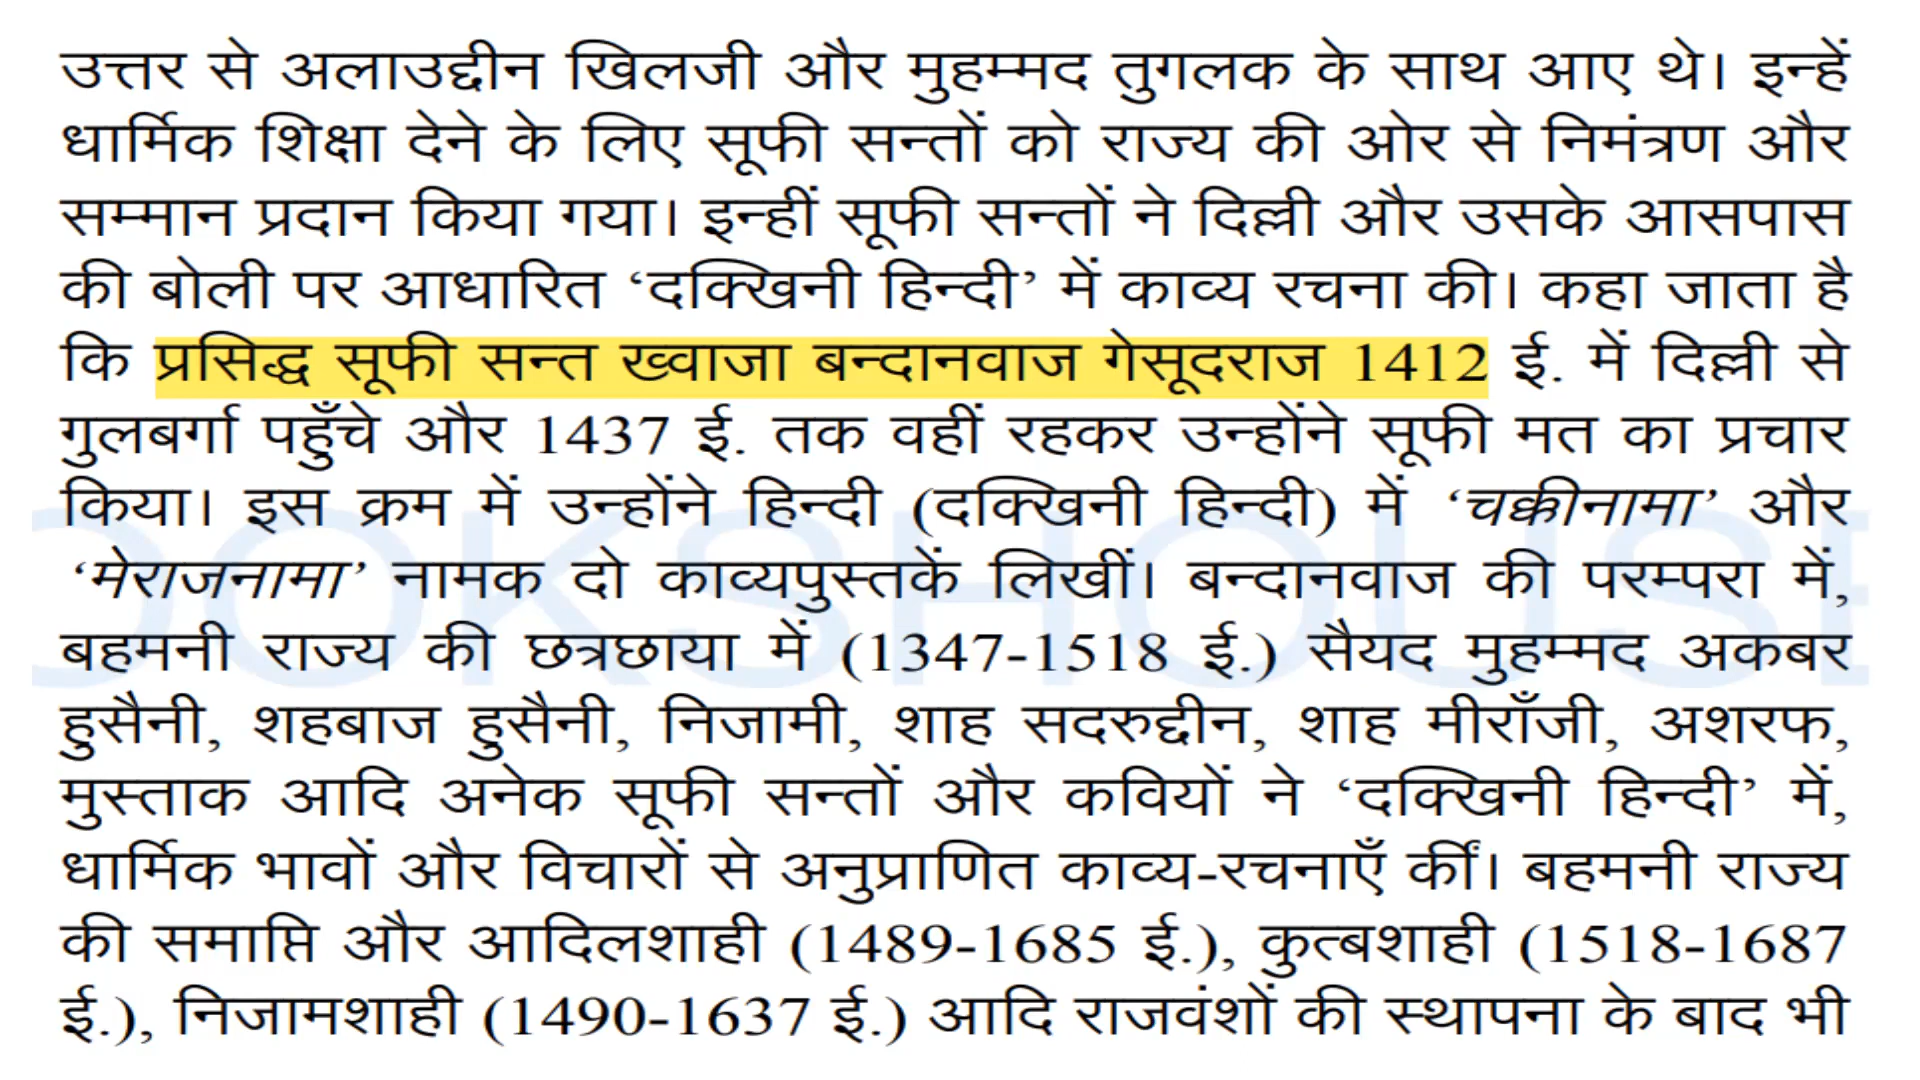 उत्तर से अलाउद्दीन खिलजी और मुहम्मद तुगलक के साथ आए थे। इन्हें
धार्मिक शिक्षा देने के लिए सूफी सन्तों को राज्य की ओर से निमंत्रण और
सम्मान प्रदान किया गया। इन्हीं सूफी सन्तों ने दिल्ली और उसके आसपास
की बोली पर आधारित ‘दक्खिनी हिन्दी’ में काव्य रचना की। कहा जाता है
कि प्रसिद्ध सूफी सन्त ख्वाजा बन्दानवाज गेसूदराज 1412 ई. में दिल्ली से
गुलबर्गा पहुँचे और 1437 ई. तक वहीं रहकर उन्होंने सूफी मत का प्रचार
किया। इस क्रम में उन्होंने हिन्दी (दक्खिनी हिन्दी) में ‘चक्कीनामा’ और
‘मेराजनामा’ नामक दो काव्यपुस्तकें लिखीं। बन्दानवाज की परम्परा में,
बहमनी राज्य की छत्रछाया में (1347-1518 ई.) सैयद मुहम्मद अकबर
हुसैनी, शहबाज हुसैनी, निजामी, शाह सदरुद्दीन, शाह मीराँजी, अशरफ,
मुस्ताक आदि अनेक सूफी सन्तों और कवियों ने ‘दक्खिनी हिन्दी’ में,
धार्मिक भावों और विचारों से अनुप्राणित काव्य-रचनाएँ कीं। बहमनी राज्य
की समाप्ति और आदिलशाही (1489-1685 ई.), कुत्बशाही (1518-1687
ई.), निजामशाही (1490-1637 ई.) आदि राजवंशों की स्थापना के बाद भी
OOKSHOUSE